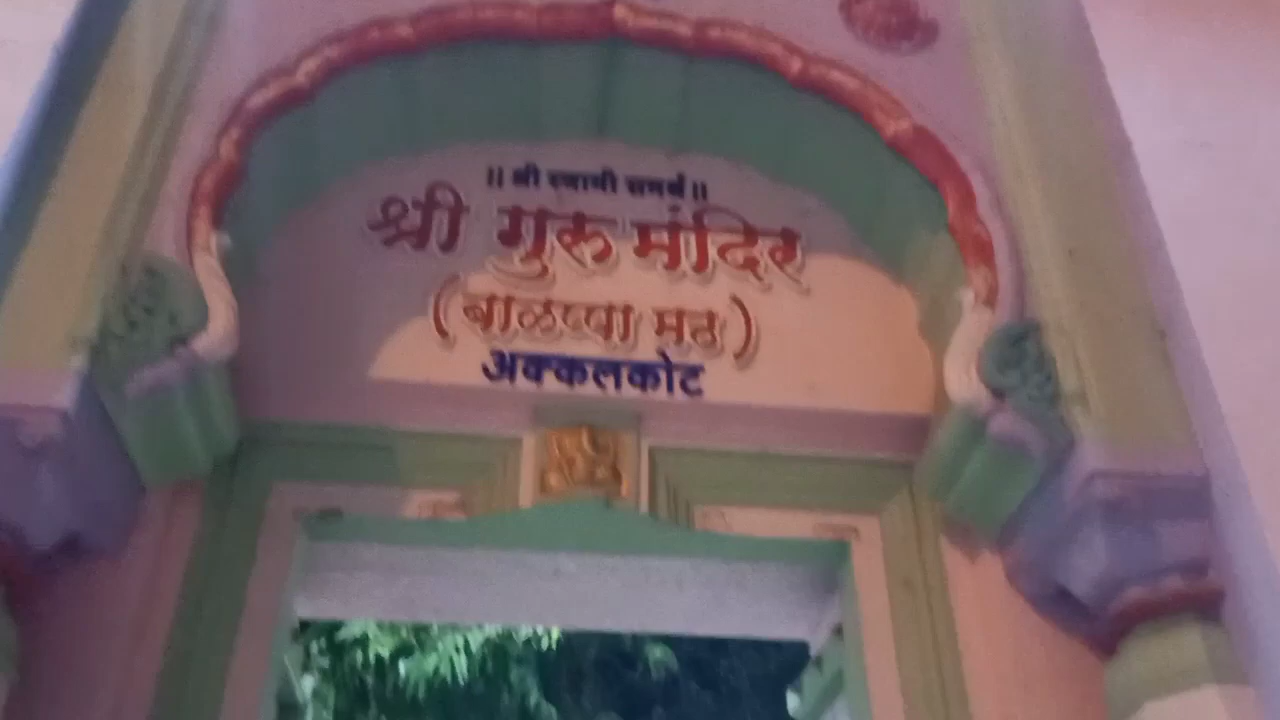 ॥ श्री स्वामी समर्थ ॥
श्री गुरु मंदिर
(बाळप्पा मठ)
अक्कलकोट